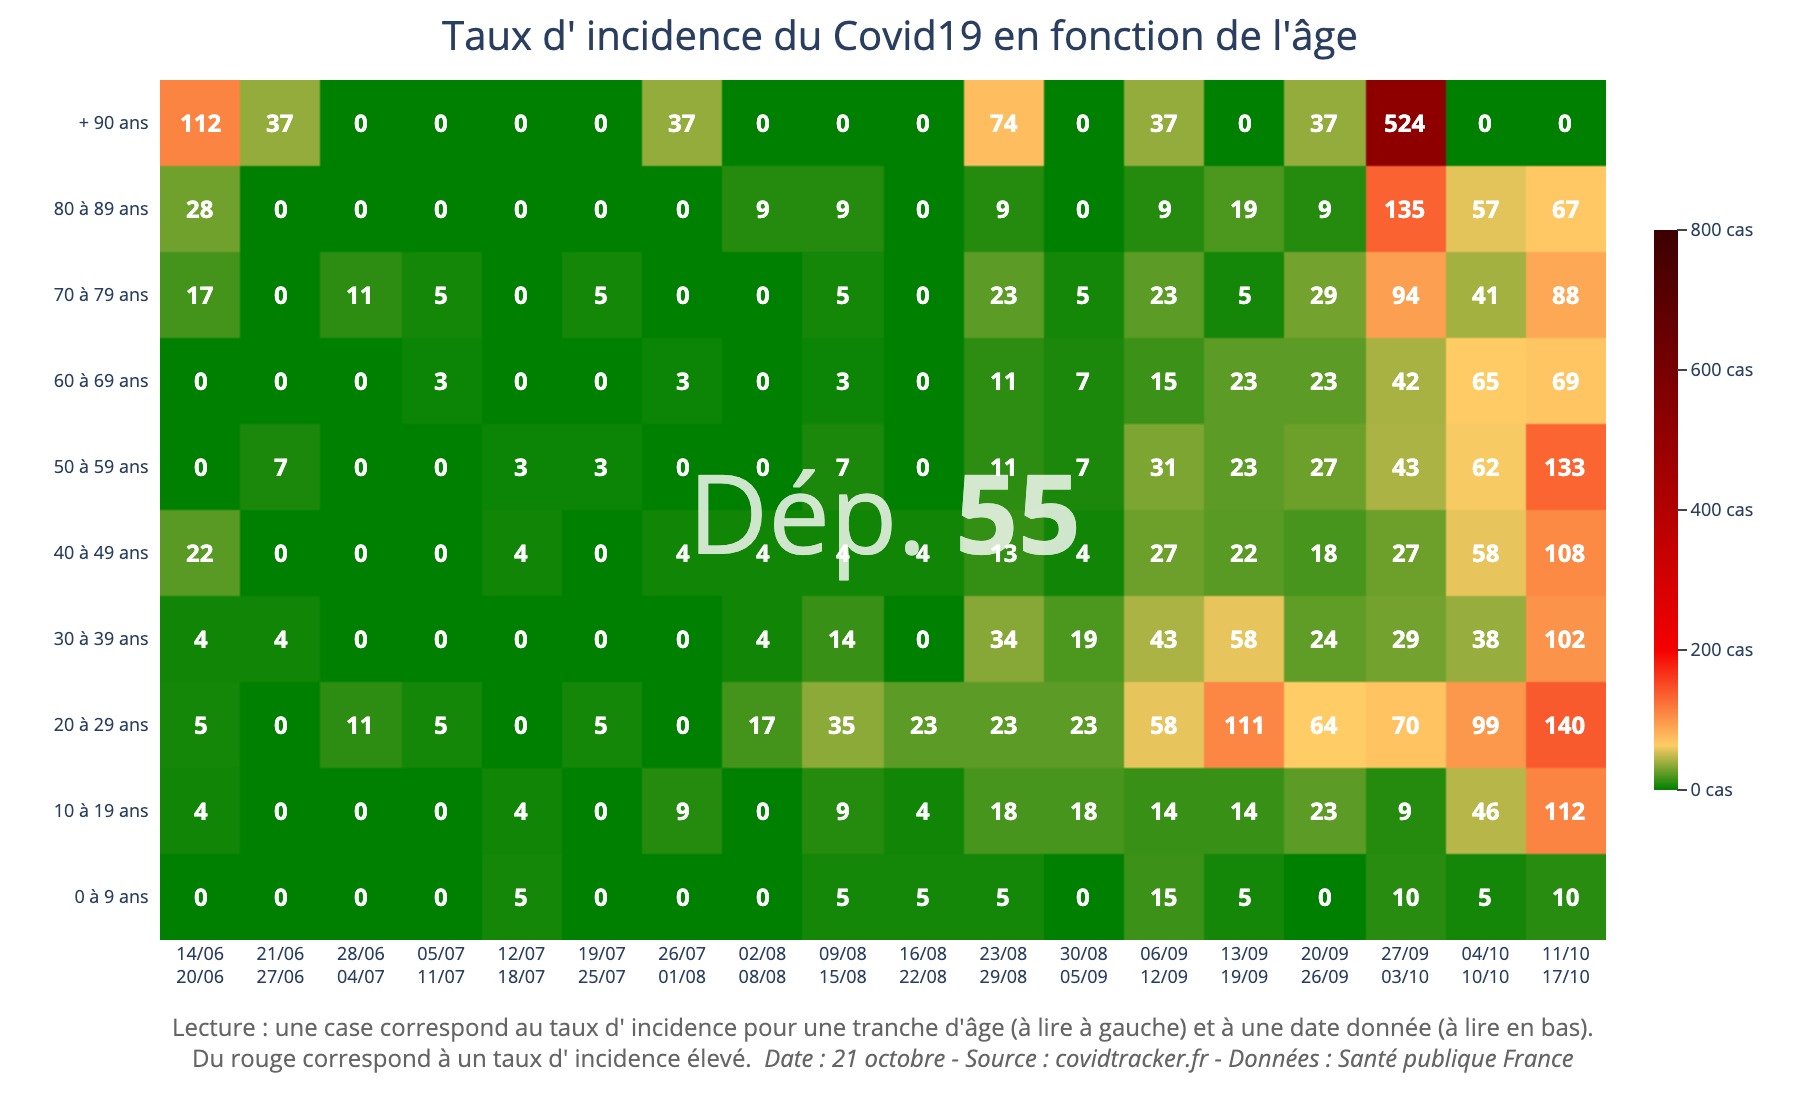 Taux d' incidence du Covid19 en fonction de l'âge
+ 90 ans 112 37 0 0 0 0 37 0 0 0 74 0 37 0 37 524 0 0
80 à 89 ans 28 0 0 0 0 0 0 9 9 0 9 0 9 19 9 135 57 67
70 à 79 ans 17 0 11 5 0 5 0 0 5 0 23 5 23 5 29 94 41 88
60 à 69 ans 0 0 0 3 0 0 3 0 3 0 11 7 15 23 23 42 65 69
50 à 59 ans 0 7 0 0 3 3 0 0 7 0 11 7 31 23 27 43 62 133
Dép. 55
40 à 49 ans 22 0 0 0 4 0 4 4 4 4 13 4 27 22 18 27 58 108
30 à 39 ans 4 4 0 0 0 0 0 4 14 0 34 19 43 58 24 29 38 102
20 à 29 ans 5 0 11 5 0 5 0 17 35 23 23 23 58 111 64 70 99 140
10 à 19 ans 4 0 0 0 4 0 9 0 9 4 18 18 14 14 23 9 46 112
0 à 9 ans 0 0 0 0 5 0 0 0 5 5 5 0 15 5 0 10 5 10
14/06 21/06 28/06 05/07 12/07 19/07 26/07 02/08 09/08 16/08 23/08 30/08 06/09 13/09 20/09 27/09 04/10 11/10
20/06 27/06 04/07 11/07 18/07 25/07 01/08 08/08 15/08 22/08 29/08 05/09 12/09 19/09 26/09 03/10 10/10 17/10
800 cas
600 cas
400 cas
200 cas
0 cas
Lecture : une case correspond au taux d' incidence pour une tranche d'âge (à lire à gauche) et à une date donnée (à lire en bas).
Du rouge correspond à un taux d' incidence élevé. Date : 21 octobre - Source : covidtracker.fr - Données : Santé publique France